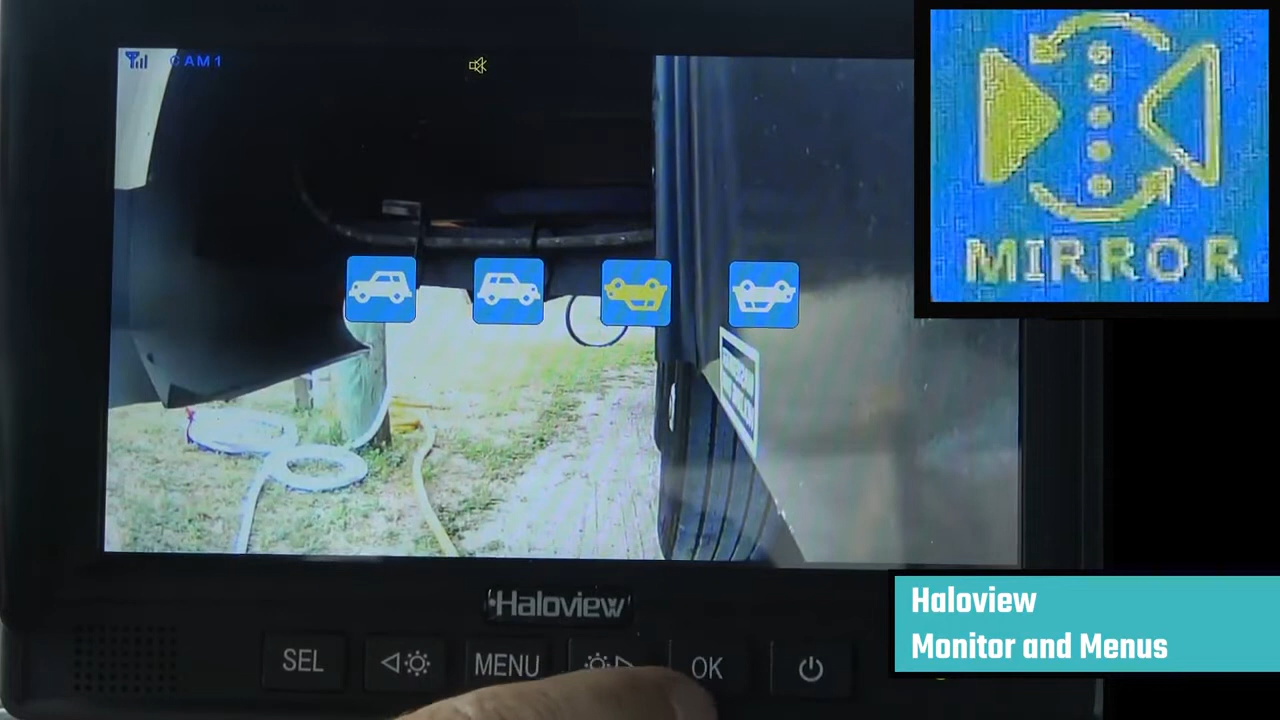 CAM1
MIRROR
Haloview
SEL
MENU
OK
Haloview
Monitor and Menus